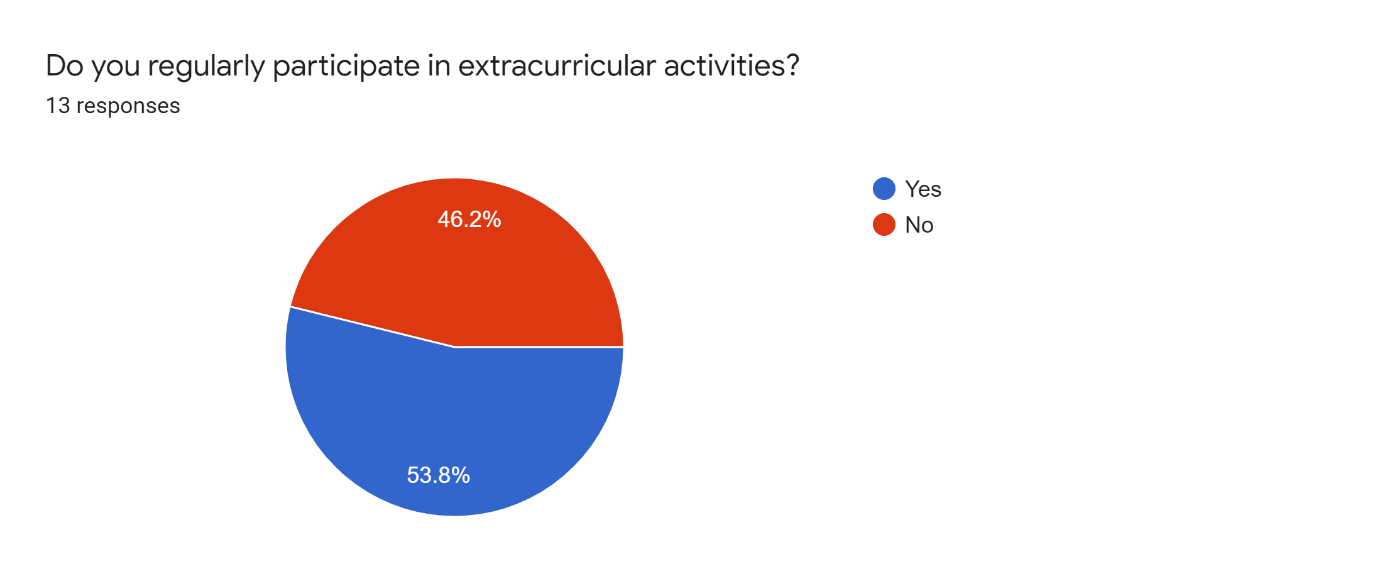 Do you regularly participate in extracurricular activities?
13 responses
46.2%
53.8%
Yes
No